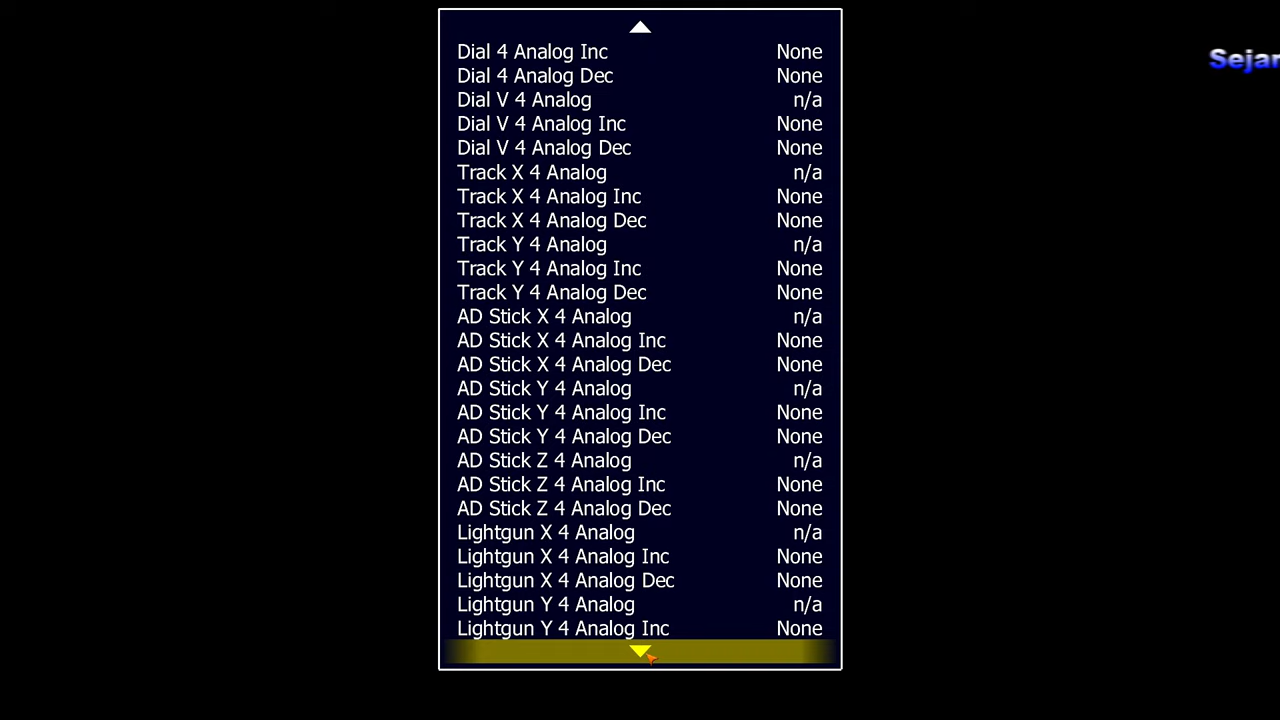 Dial 4 Analog Inc None
Dial 4 Analog Dec None
Dial V 4 Analog n/a
Dial V 4 Analog Inc None
Dial V 4 Analog Dec None
Track X 4 Analog n/a
Track X 4 Analog Inc None
Track X 4 Analog Dec None
Track Y 4 Analog n/a
Track Y 4 Analog Inc None
Track Y 4 Analog Dec None
AD Stick X 4 Analog n/a
AD Stick X 4 Analog Inc None
AD Stick X 4 Analog Dec None
AD Stick Y 4 Analog n/a
AD Stick Y 4 Analog Inc None
AD Stick Y 4 Analog Dec None
AD Stick Z 4 Analog n/a
AD Stick Z 4 Analog Inc None
AD Stick Z 4 Analog Dec None
Lightgun X 4 Analog n/a
Lightgun X 4 Analog Inc None
Lightgun X 4 Analog Dec None
Lightgun Y 4 Analog n/a
Lightgun Y 4 Analog Inc None